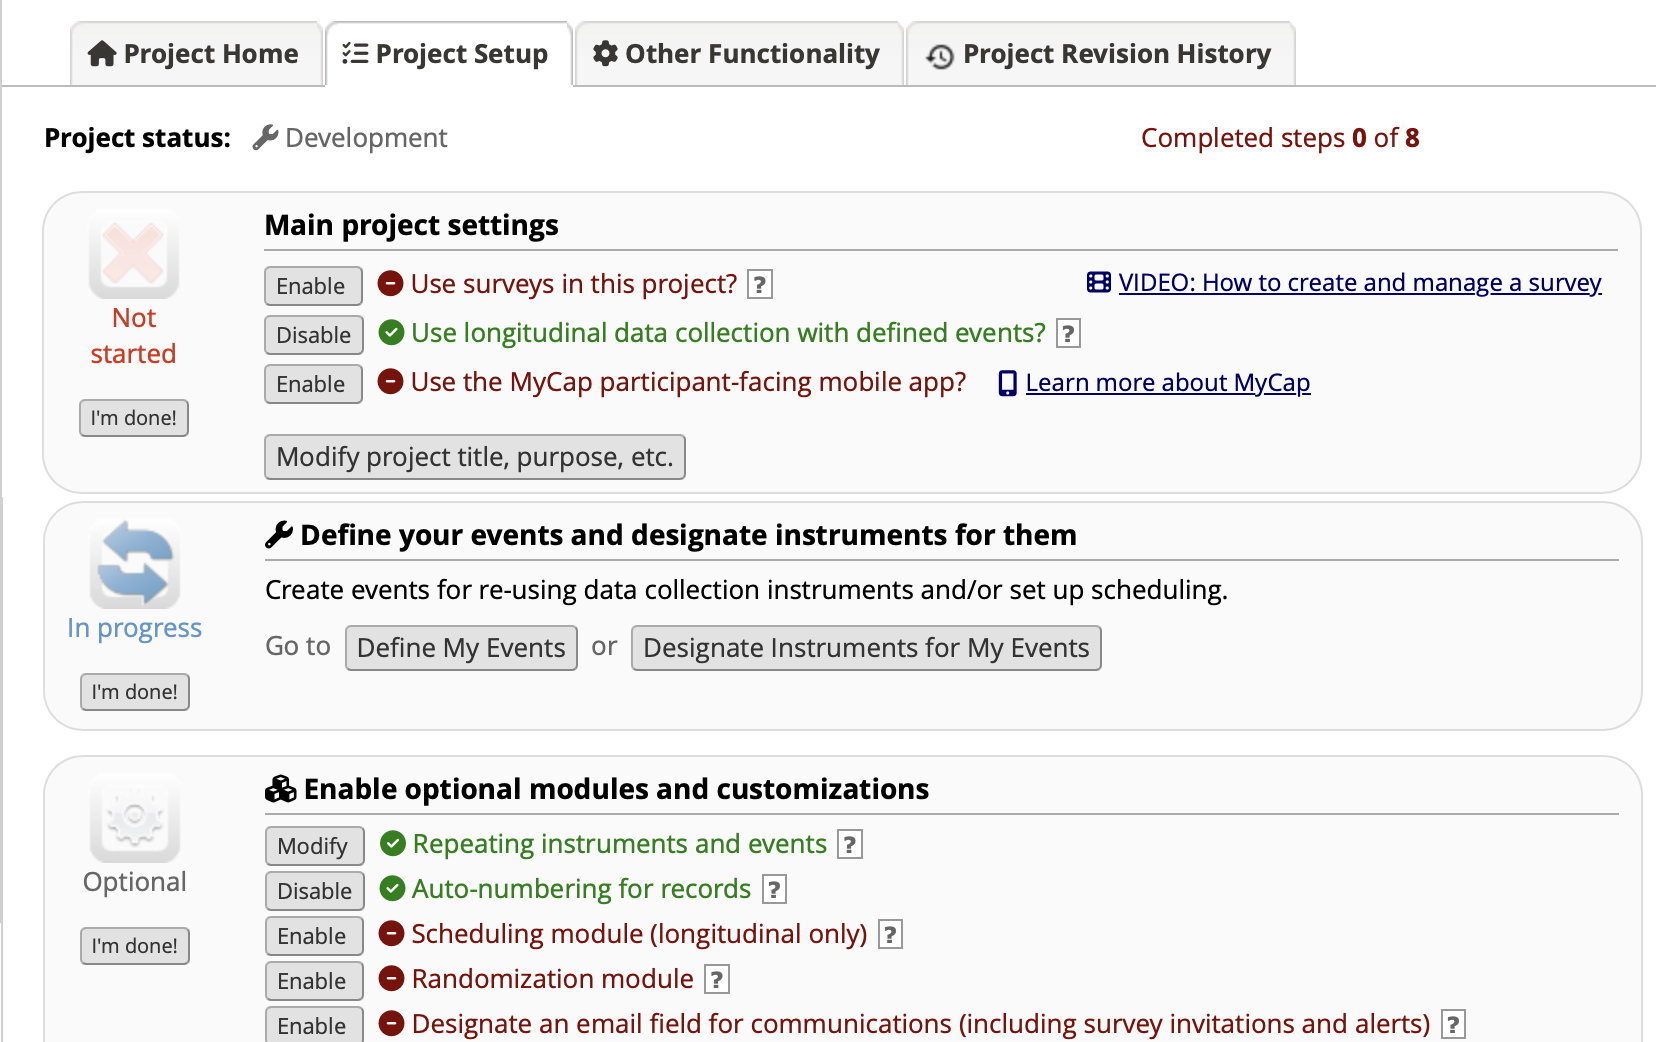 Project Home Project Setup Other Functionality Project Revision History
Project status: Development
Completed steps 0 of 8
Not
started
I'm done!
Main project settings
Enable Use surveys in this project? ? VIDEO: How to create and manage a survey
Disable Use longitudinal data collection with defined events? ?
Enable Use the MyCap participant-facing mobile app? Learn more about MyCap
Modify project title, purpose, etc.
In progress
I'm done!
Define your events and designate instruments for them
Create events for re-using data collection instruments and/or set up scheduling.
Go to Define My Events or Designate Instruments for My Events
Optional
I'm done!
Enable optional modules and customizations
Modify Repeating instruments and events ?
Disable Auto-numbering for records ?
Enable Scheduling module (longitudinal only) ?
Enable Randomization module ?
Enable Designate an email field for communications (including survey invitations and alerts) ?